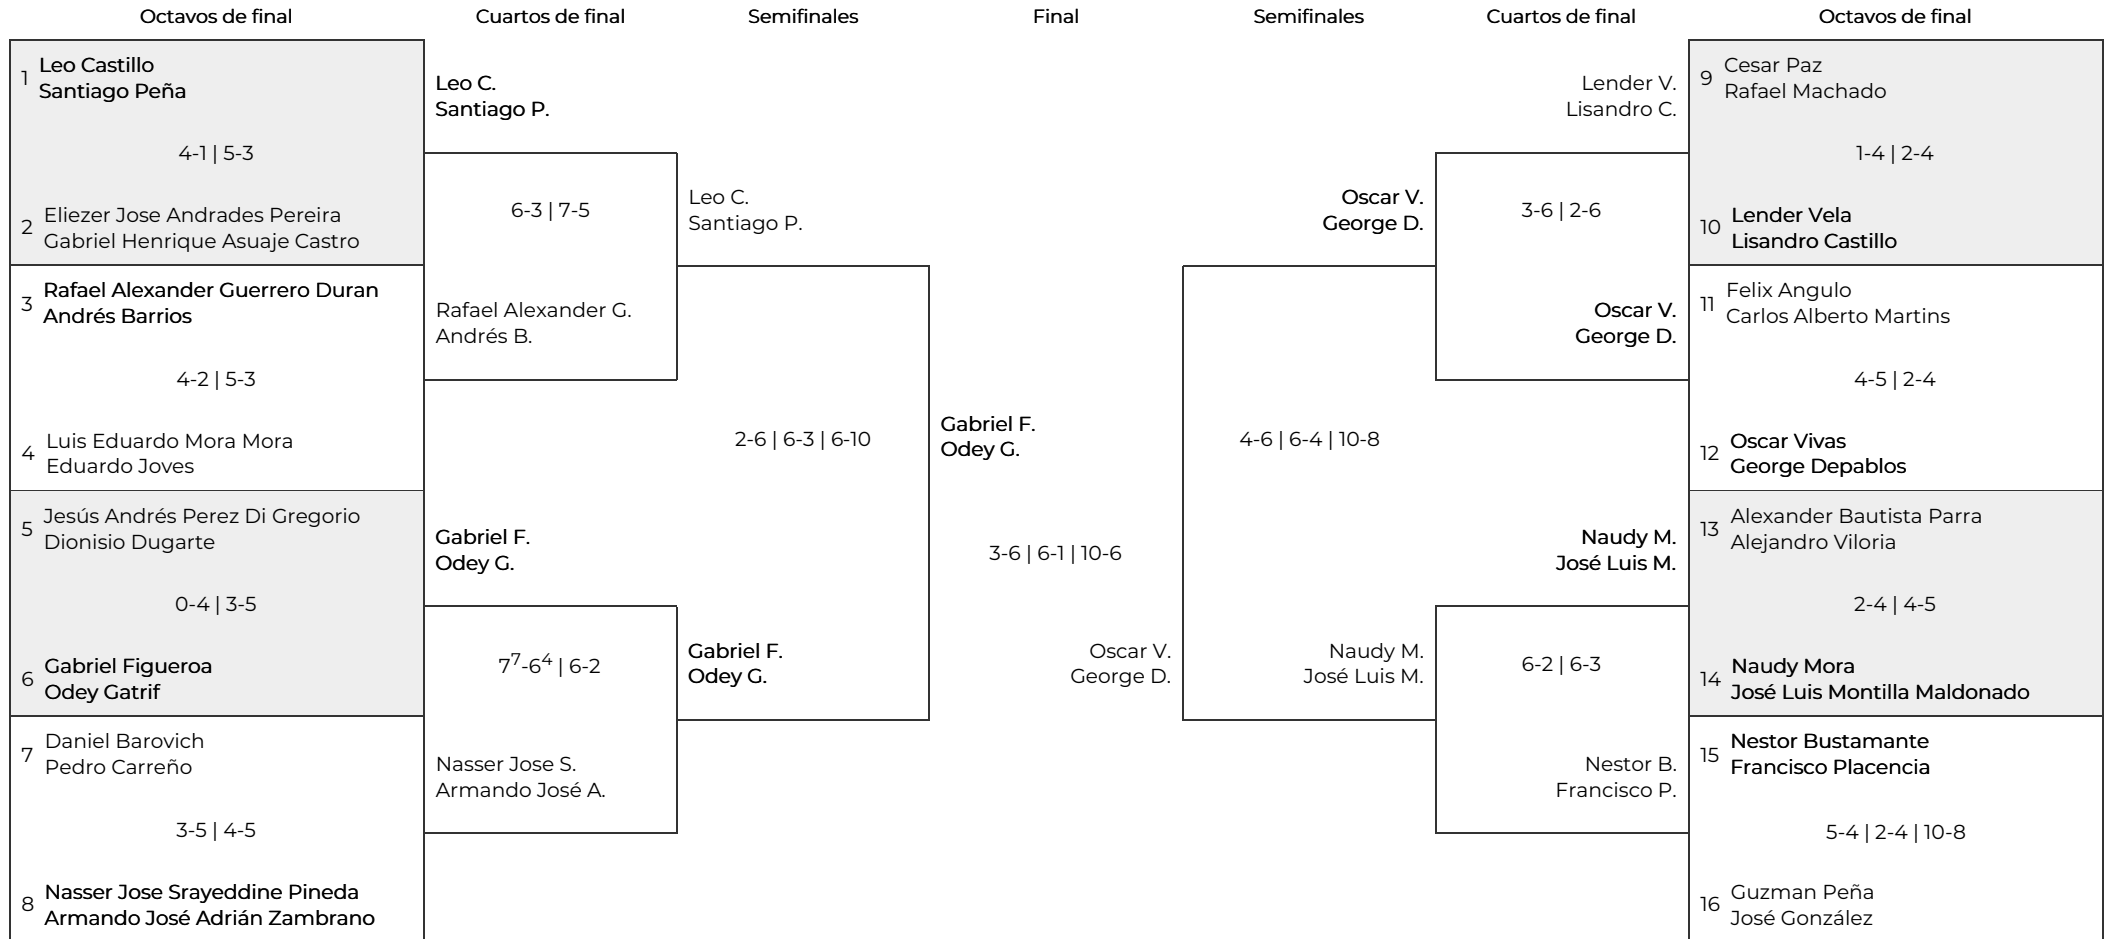 Octavos de final
Cuartos de final
Semifinales
Final
Semifinales
Cuartos de final
Octavos de final
1
Leo Castillo
Santiago Peña
4-1 | 5-3
2
Eliezer Jose Andrades Pereira
Gabriel Henrique Asuaje Castro
3
Rafael Alexander Guerrero Duran
Andrés Barrios
4-2 | 5-3
4
Luis Eduardo Mora Mora
Eduardo Joves
5
Jesús Andrés Perez Di Gregorio
Dionisio Dugarte
0-4 | 3-5
6
Gabriel Figueroa
Odey Gatrif
7
Daniel Barovich
Pedro Carreño
3-5 | 4-5
8
Nasser Jose Srayeddine Pineda
Armando José Adrián Zambrano
Leo C.
Santiago P.
6-3 | 7-5
Rafael Alexander G.
Andrés B.
Gabriel F.
Odey G.
7⁷-6⁴ | 6-2
Nasser Jose S.
Armando José A.
Leo C.
Santiago P.
2-6 | 6-3 | 6-10
Gabriel F.
Odey G.
Gabriel F.
Odey G.
3-6 | 6-1 | 10-6
Oscar V.
George D.
Oscar V.
George D.
4-6 | 6-4 | 10-8
Naudy M.
José Luis M.
Lender V.
Lisandro C.
3-6 | 2-6
Oscar V.
George D.
Naudy M.
José Luis M.
6-2 | 6-3
Nestor B.
Francisco P.
9
Cesar Paz
Rafael Machado
1-4 | 2-4
10
Lender Vela
Lisandro Castillo
11
Felix Angulo
Carlos Alberto Martins
4-5 | 2-4
12
Oscar Vivas
George Depablos
13
Alexander Bautista Parra
Alejandro Viloria
2-4 | 4-5
14
Naudy Mora
José Luis Montilla Maldonado
15
Nestor Bustamante
Francisco Placencia
5-4 | 2-4 | 10-8
16
Guzman Peña
José González